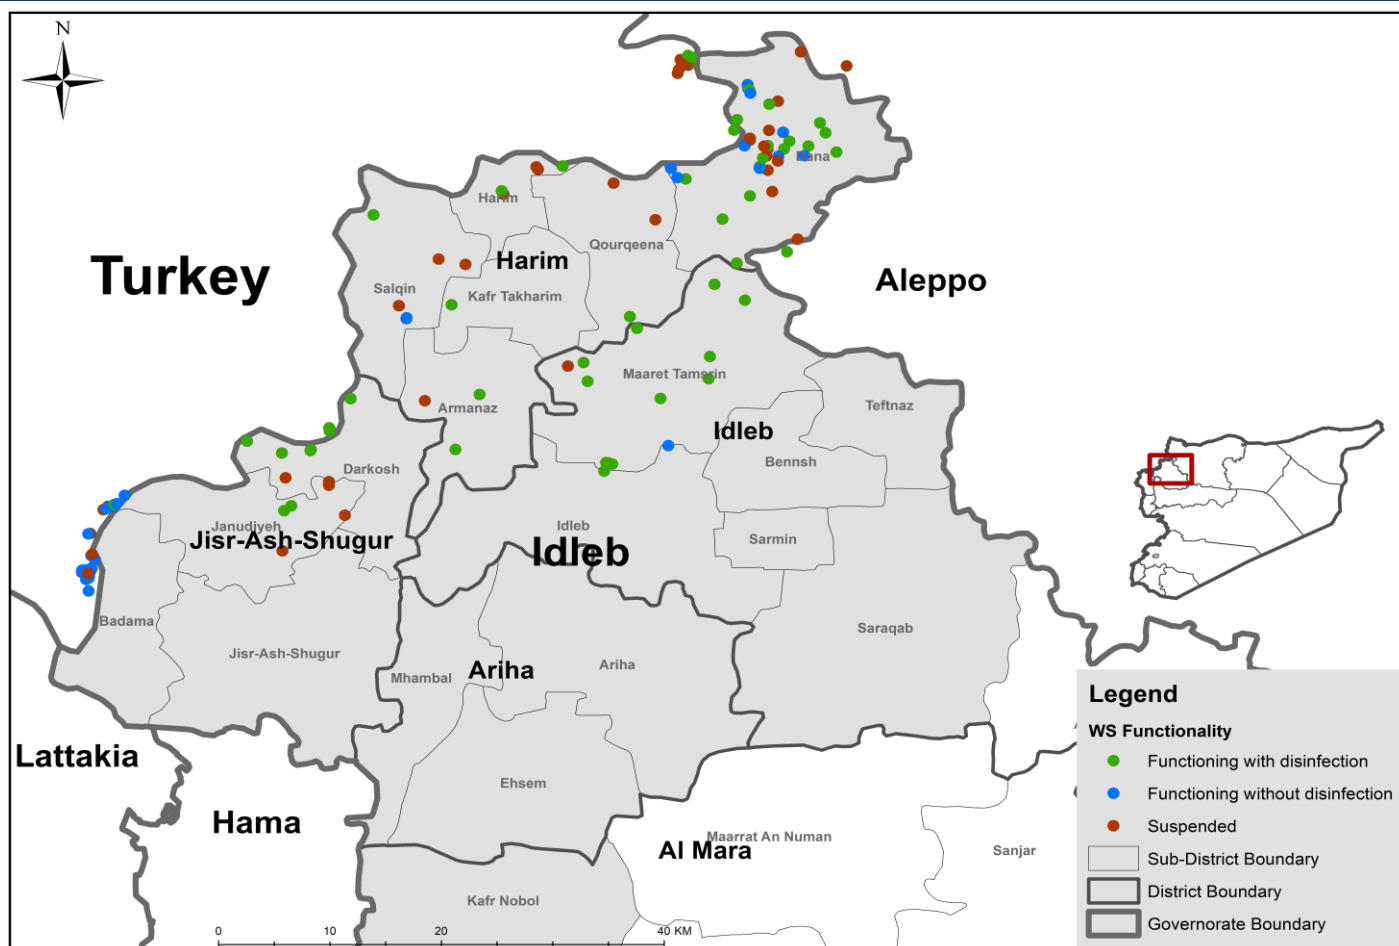 N
Dana
Harim
Qourqeena
Turkey
Harim
Aleppo
Salqin
Kafr Takharim
Maaret Tamsrin
Teftnaz
Armanaz
Idleb
Bennsh
Darkosh
Janudiyeh
Jisr-Ash-Shugur
Idleb
Idleb
Sarmin
Badama
Saraqab
Jisr-Ash-Shugur
Mhambal
Ariha
Ariha
Lattakia
Ehsem
Hama
Maarrat An Numan
Al Mara
Sanjar
Kafr Nobol
0 10 20 40 KM
Legend
WS Functionality
Functioning with disinfection
Functioning without disinfection
Suspended
Sub-District Boundary
District Boundary
Governorate Boundary